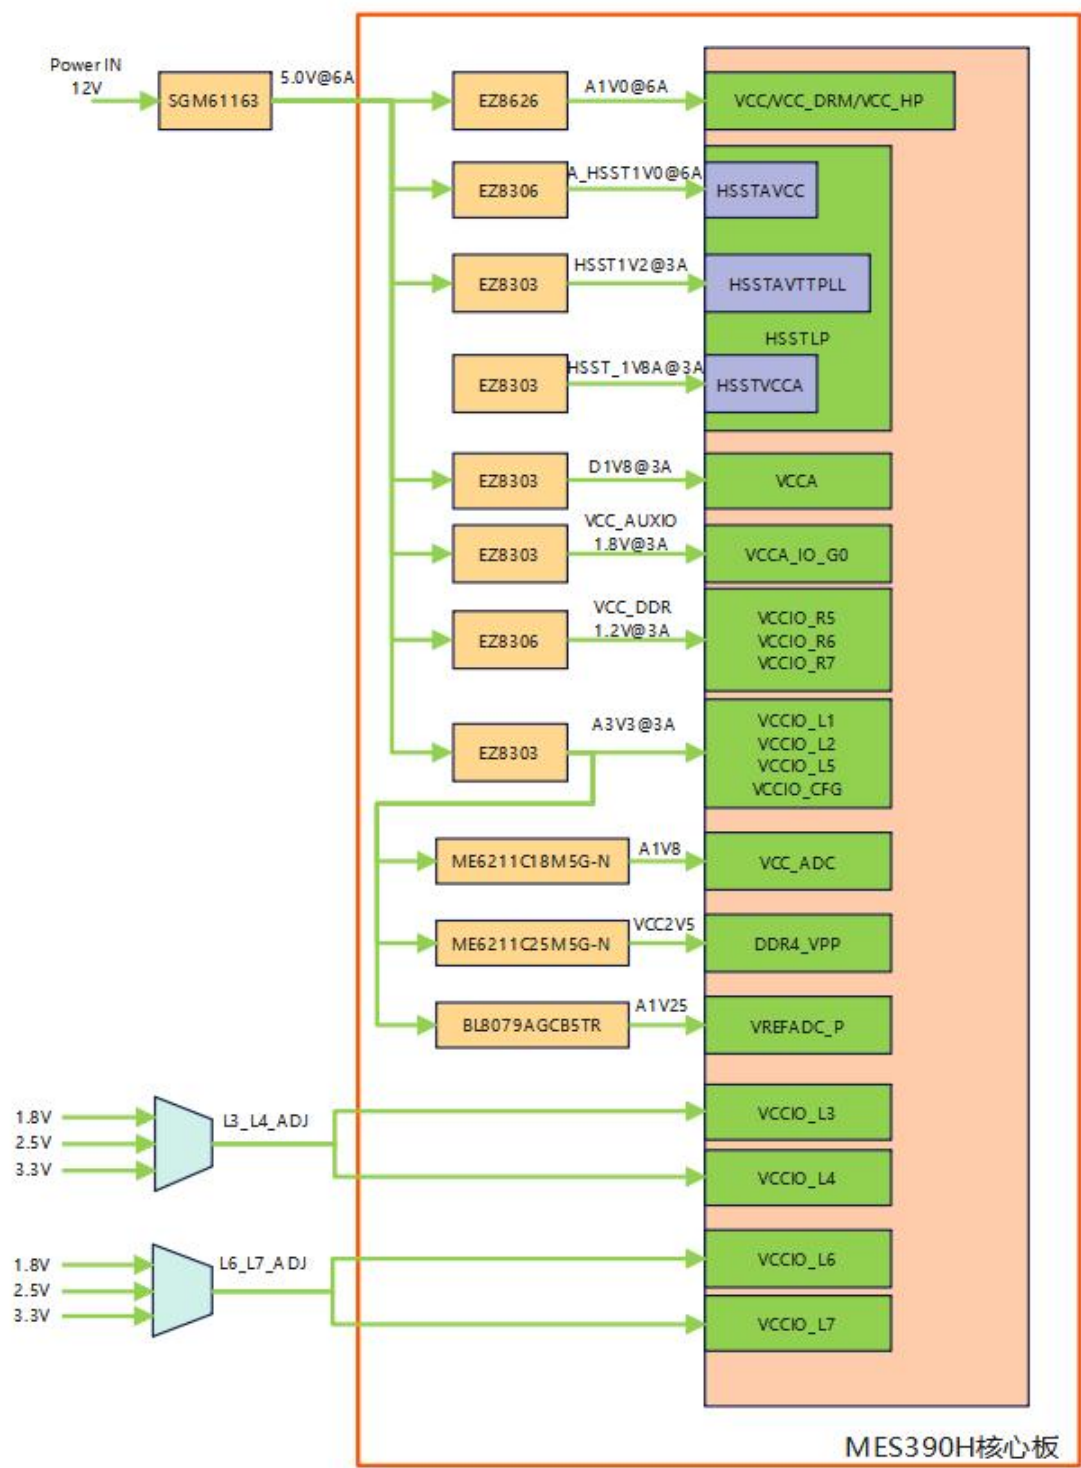 Power IN
12V
SGM61163
5.0V@6A
EZ8626
A1V0@6A
VCC/VCC_DRM/VCC_HP
EZ8306
A_HSST1V0@6A
HSSTAVCC
EZ8303
HSST1V2@3A
HSSTAVTTPLL
HSSTLP
EZ8303
HSST_1V8A@3A
HSSTVCCA
EZ8303
D1V8@3A
VCCA
EZ8303
VCC_AUXIO
1.8V@3A
VCCA_IO_G0
EZ8306
VCC_DDR
1.2V@3A
VCCIO_R5
VCCIO_R6
VCCIO_R7
EZ8303
A3V3@3A
VCCIO_L1
VCCIO_L2
VCCIO_L5
VCCIO_CFG
ME6211C18M5G-N
A1V8
VCC_ADC
ME6211C25M5G-N
VCC2V5
DDR4_VPP
BL8079AGCB5TR
A1V25
VREFADC_P
1.8V
2.5V
3.3V
L3_L4_ADJ
VCCIO_L3
VCCIO_L4
1.8V
2.5V
3.3V
L6_L7_ADJ
VCCIO_L6
VCCIO_L7
MES390H核心板